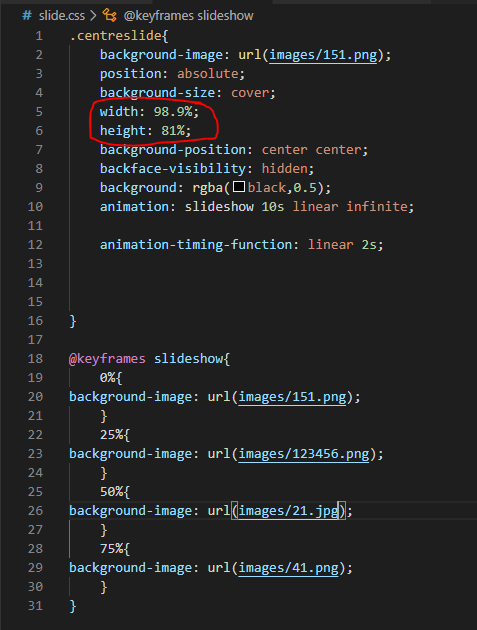 # slide.css > @keyframes slideshow
1 .centreslide{
2 background-image: url(images/151.png);
3 position: absolute;
4 background-size: cover;
5 width: 98.9%;
6 height: 81%;
7 background-position: center center;
8 backface-visibility: hidden;
9 background: rgba(black,0.5);
10 animation: slideshow 10s linear infinite;
11
12 animation-timing-function: linear 2s;
13
14
15
16 }
17
18 @keyframes slideshow{
19 0%{
20 background-image: url(images/151.png);
21 }
22 25%{
23 background-image: url(images/123456.png);
24 }
25 50%{
26 background-image: url(images/21.jpg);
27 }
28 75%{
29 background-image: url(images/41.png);
30 }
31 }